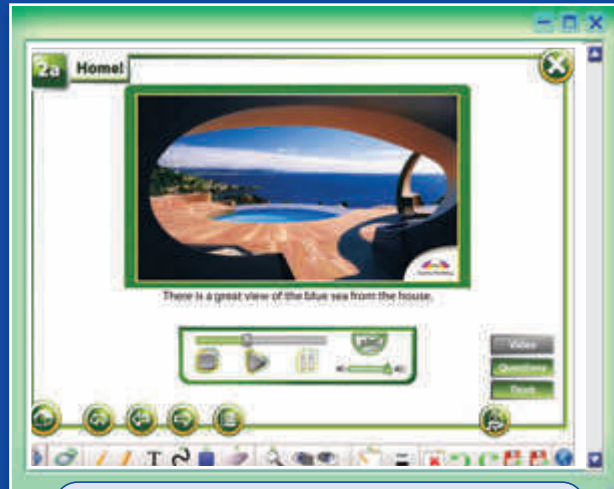 2a Home!
There is a great view of the blue sea from the house.
Video
Questions
T